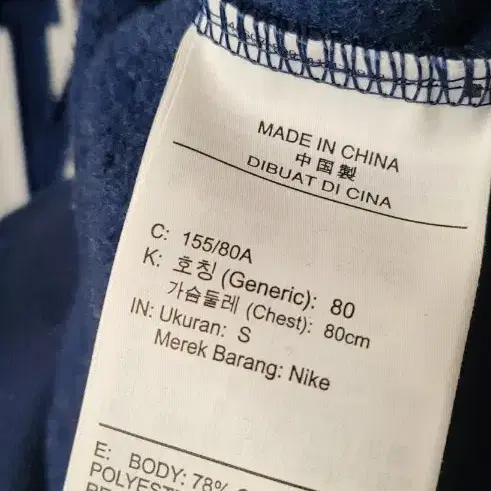 MADE IN CHINA
中国製
DIBUAT DI CINA
C: 155/80A
K: 호칭 (Generic): 80
가슴둘레 (Chest): 80cm
IN: Ukuran: S
Merek Barang: Nike
E: BODY: 78%